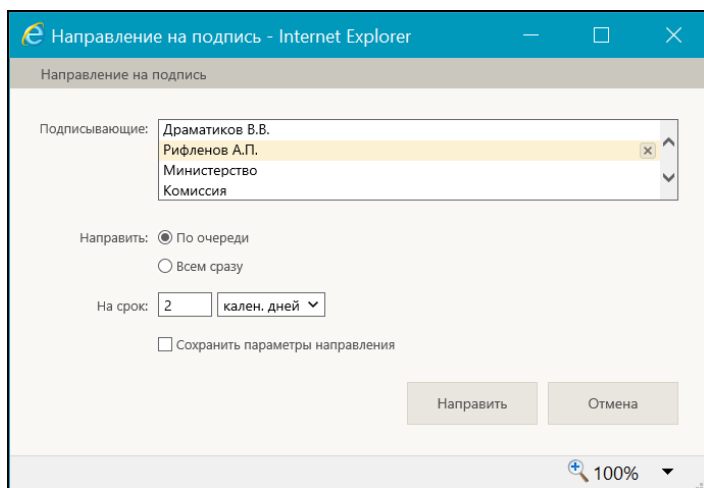 Направление на подпись - Internet Explorer
Направление на подпись
Подписывающие: Драматиков В.В.
Рифленов А.П.
Министерство
Комиссия
Направить: По очереди
Всем сразу
На срок: 2 кален. дней
Сохранить параметры направления
Направить Отмена
100%